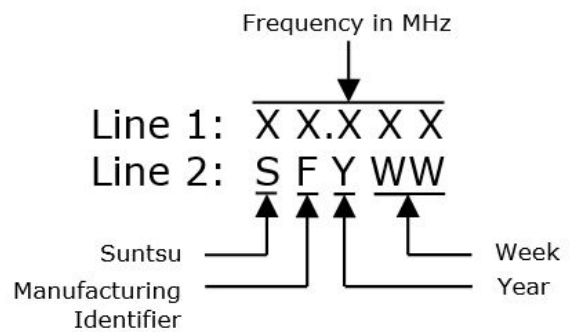 Frequency in MHz
Line 1: X X.X X X
Line 2: S F Y WW
Suntsu
Week
Manufacturing
Identifier
Year